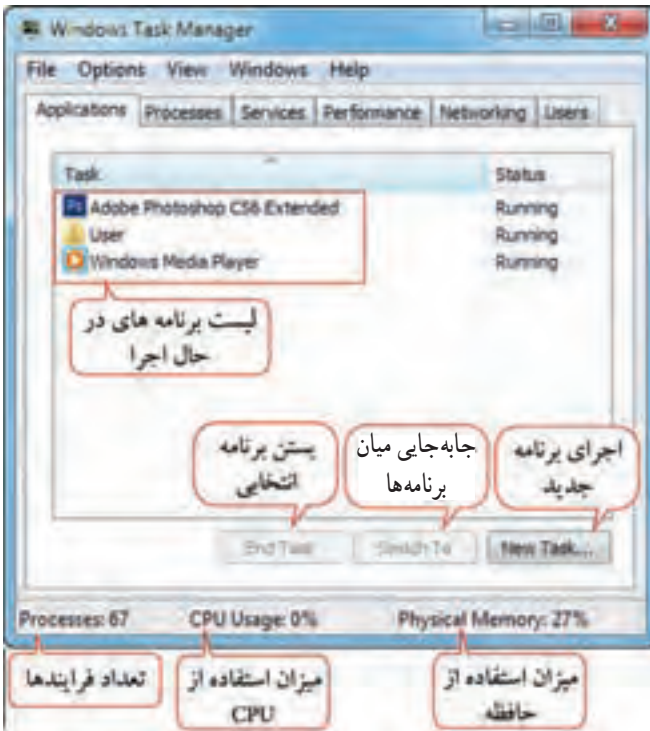 Windows Task Manager
File Options View Windows Help
Applications Processes Services Performance Networking Users
Task Status
Adobe Photoshop CS6 Extended Running
User Running
Windows Media Player Running
لیست برنامه های در
حال اجرا
بستن برنامه
انتخابی
جابه‌جایی میان
برنامه‌ها
اجرای برنامه
جدید
End Task Switch To New Task...
Processes: 67 CPU Usage: 0% Physical Memory: 27%
تعداد فرایندها
میزان استفاده از
CPU
میزان استفاده از
حافظه